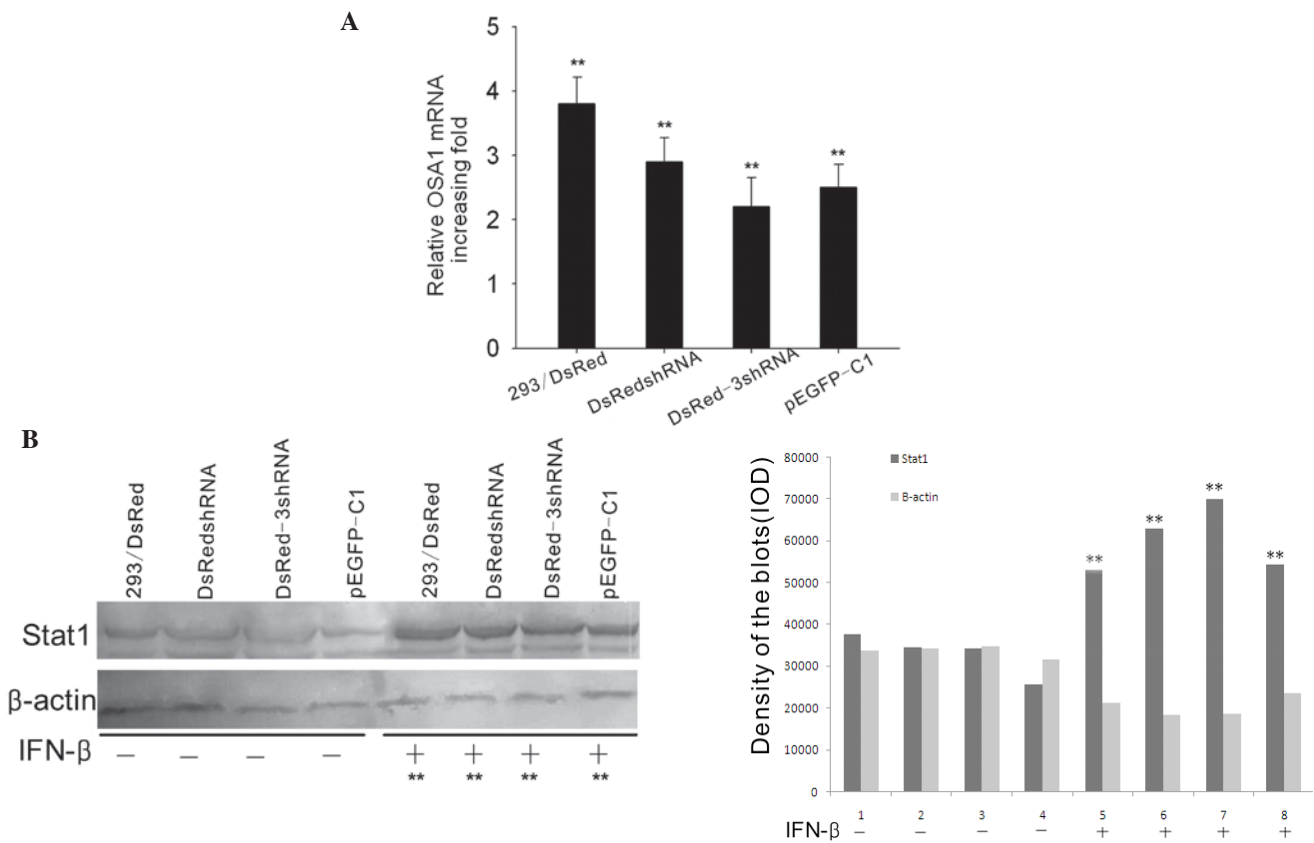 A
Relative OSA1 mRNA
increasing fold
5
4
3
2
1
0
**
**
**
**
293/DsRed
DsRedshRNA
DsRed-3shRNA
pEGFP-C1
B
293/DsRed
DsRedshRNA
DsRed-3shRNA
pEGFP-C1
293/DsRed
DsRedshRNA
DsRed-3shRNA
pEGFP-C1
Stat1
β-actin
IFN-β
− − − − + + + +
** ** ** **
Density of the blots(IOD)
80000
70000
60000
50000
40000
30000
20000
10000
0
Stat1
B-actin
**
**
**
**
1 2 3 4 5 6 7 8
IFN-β − − − − + + + +